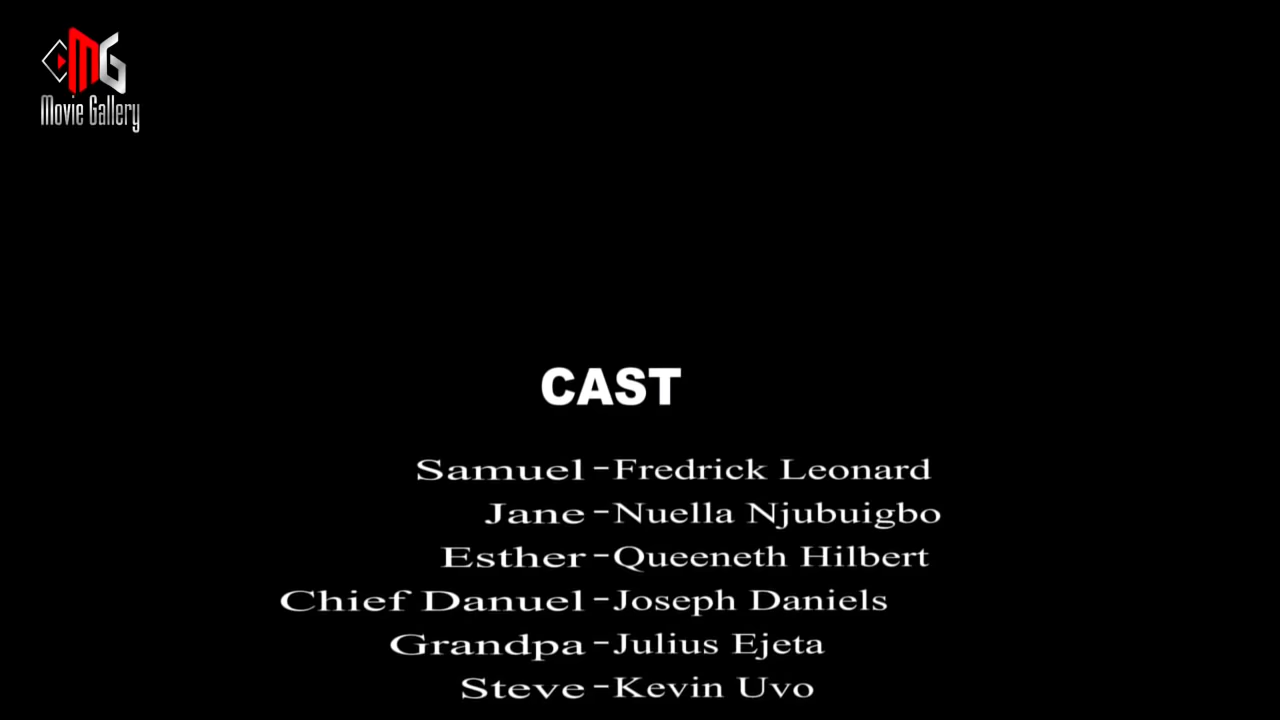 MG
Movie Gallery
CAST
Samuel -Fredrick Leonard
Jane -Nuella Njubuigbo
Esther -Queeneth Hilbert
Chief Danuel -Joseph Daniels
Grandpa -Julius Ejeta
Steve -Kevin Uvo